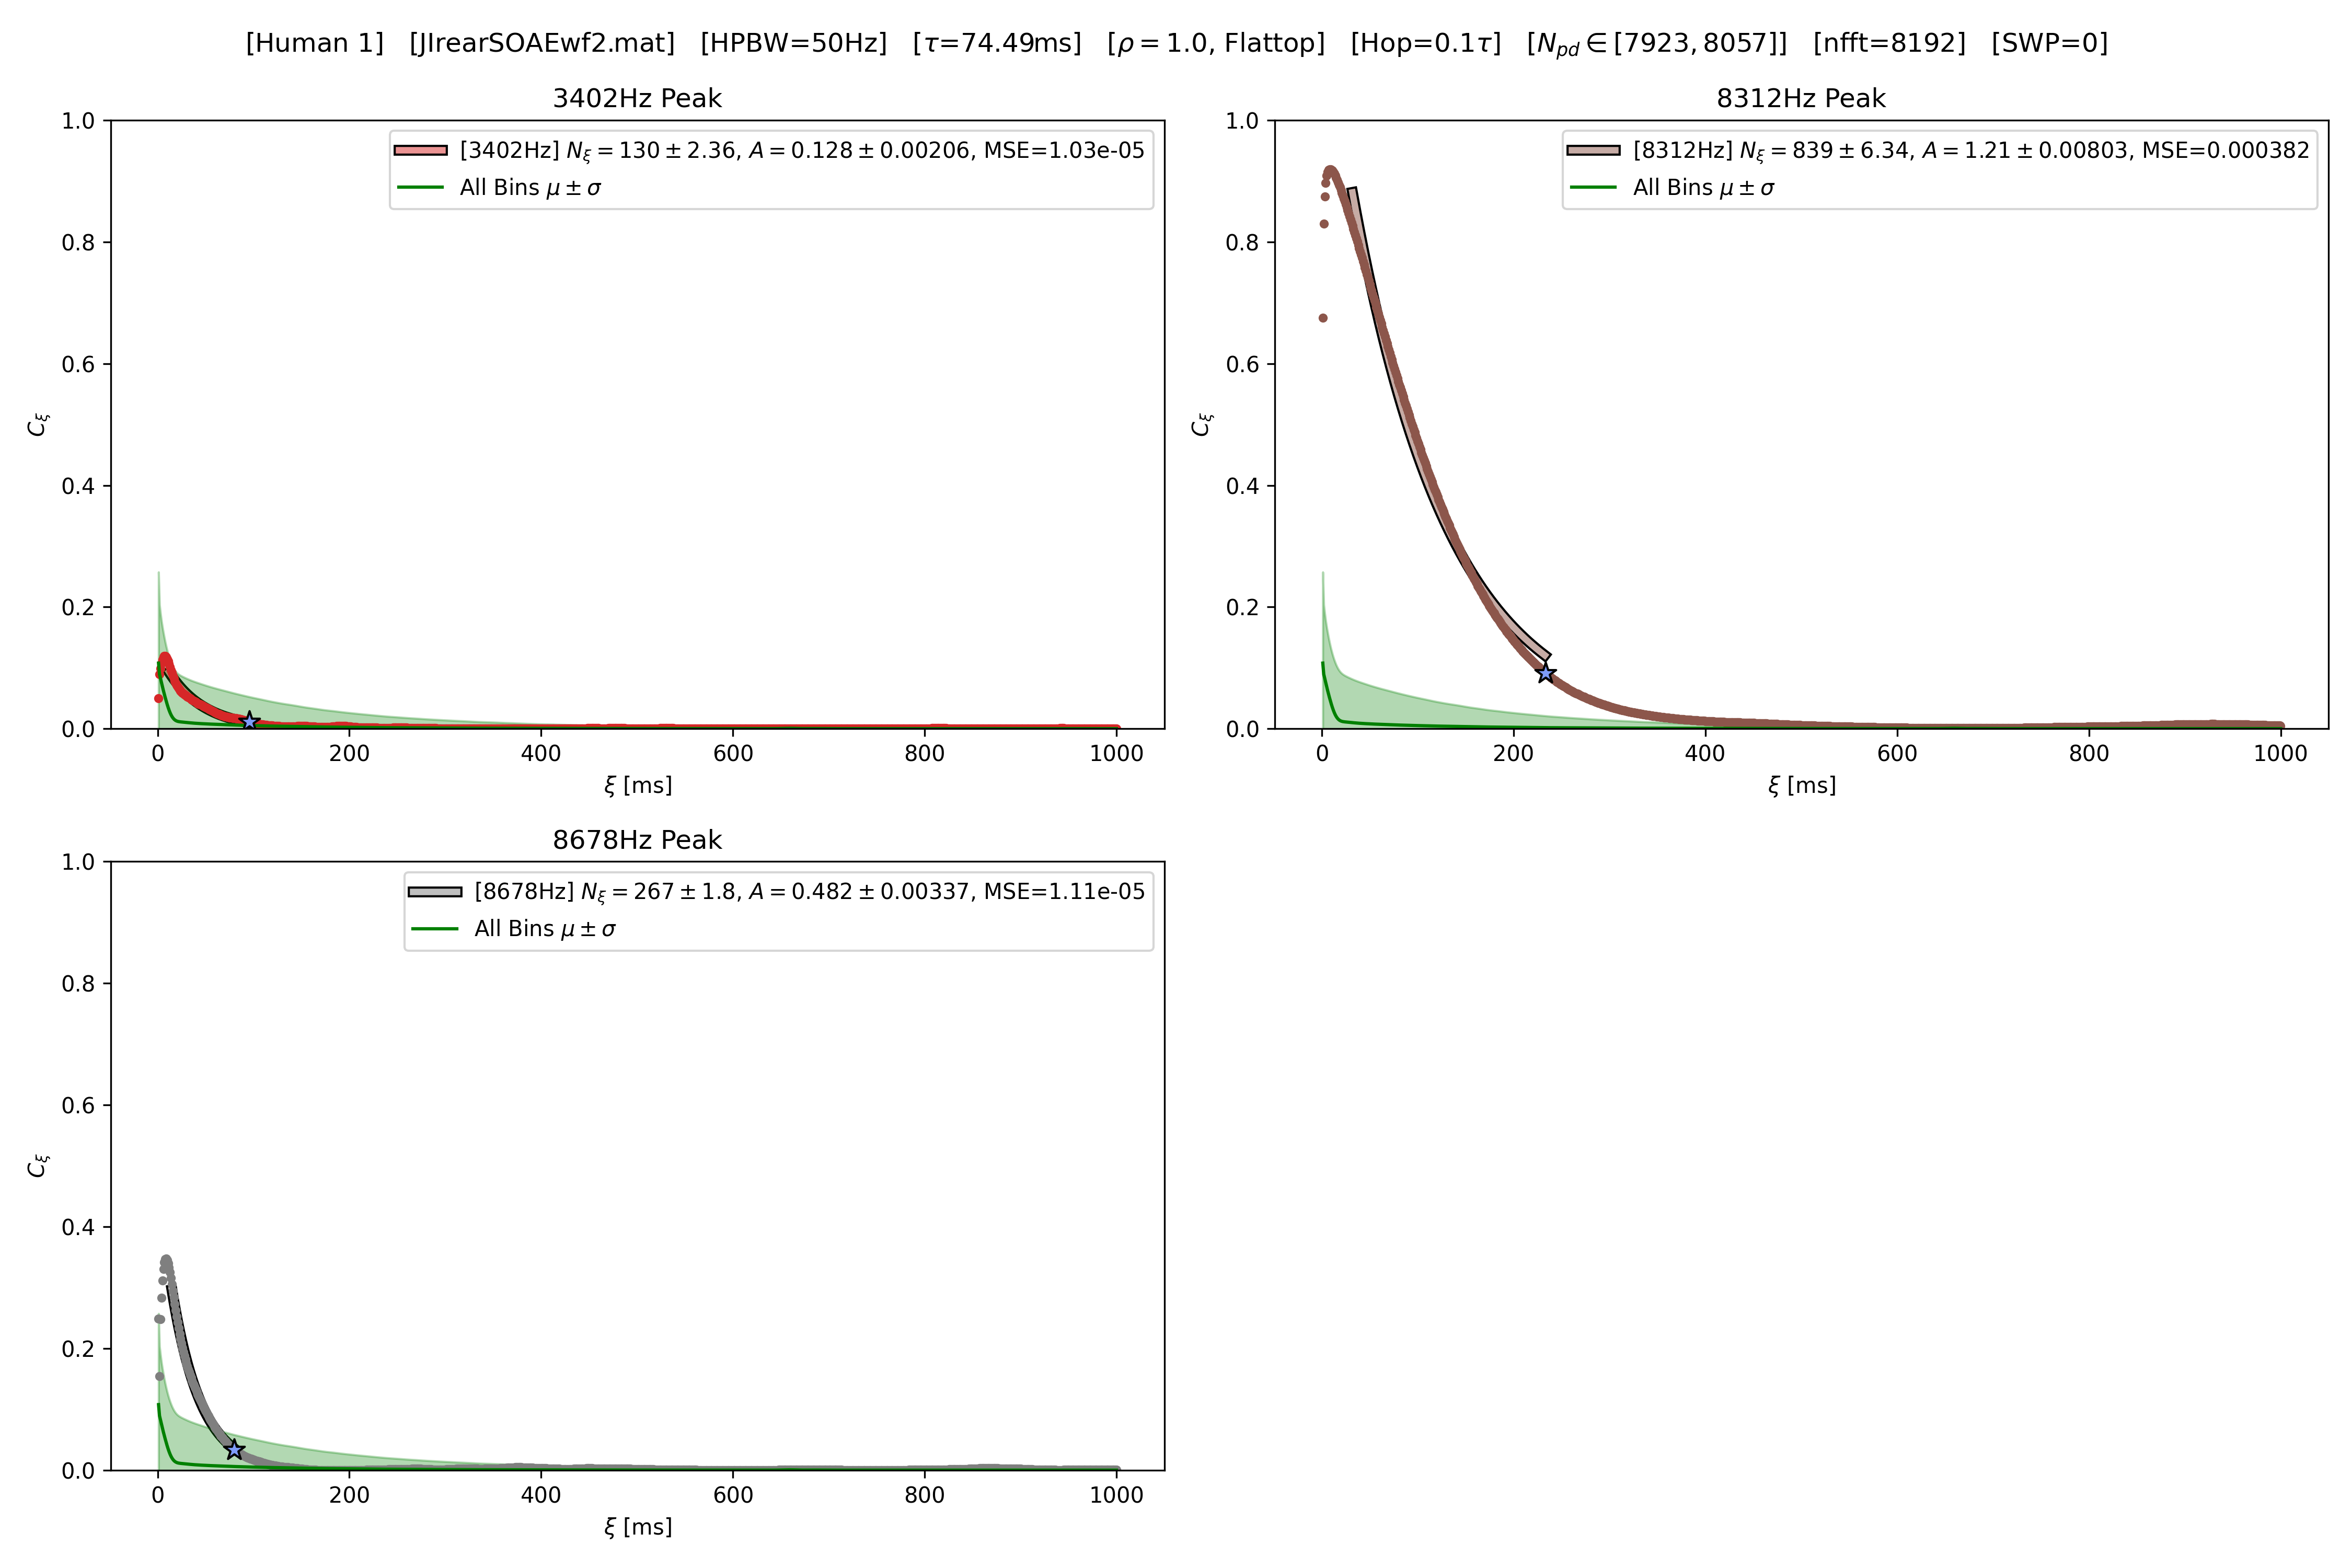 [Human 1] [JIrearSOAEwf2.mat] [HPBW=50Hz] [τ=74.49ms] [ρ = 1.0, Flattop] [Hop=0.1τ] [N_pd ∈ [7923, 8057]] [nfft=8192] [SWP=0]
3402Hz Peak
[3402Hz] N_ξ = 130 ± 2.36, A = 0.128 ± 0.00206, MSE=1.03e-05
All Bins μ ± σ
1.0
0.8
0.6
0.4
0.2
0.0
C_ξ
0 200 400 600 800 1000
ξ [ms]
8312Hz Peak
[8312Hz] N_ξ = 839 ± 6.34, A = 1.21 ± 0.00803, MSE=0.000382
All Bins μ ± σ
1.0
0.8
0.6
0.4
0.2
0.0
C_ξ
0 200 400 600 800 1000
ξ [ms]
8678Hz Peak
[8678Hz] N_ξ = 267 ± 1.8, A = 0.482 ± 0.00337, MSE=1.11e-05
All Bins μ ± σ
1.0
0.8
0.6
0.4
0.2
0.0
C_ξ
0 200 400 600 800 1000
ξ [ms]